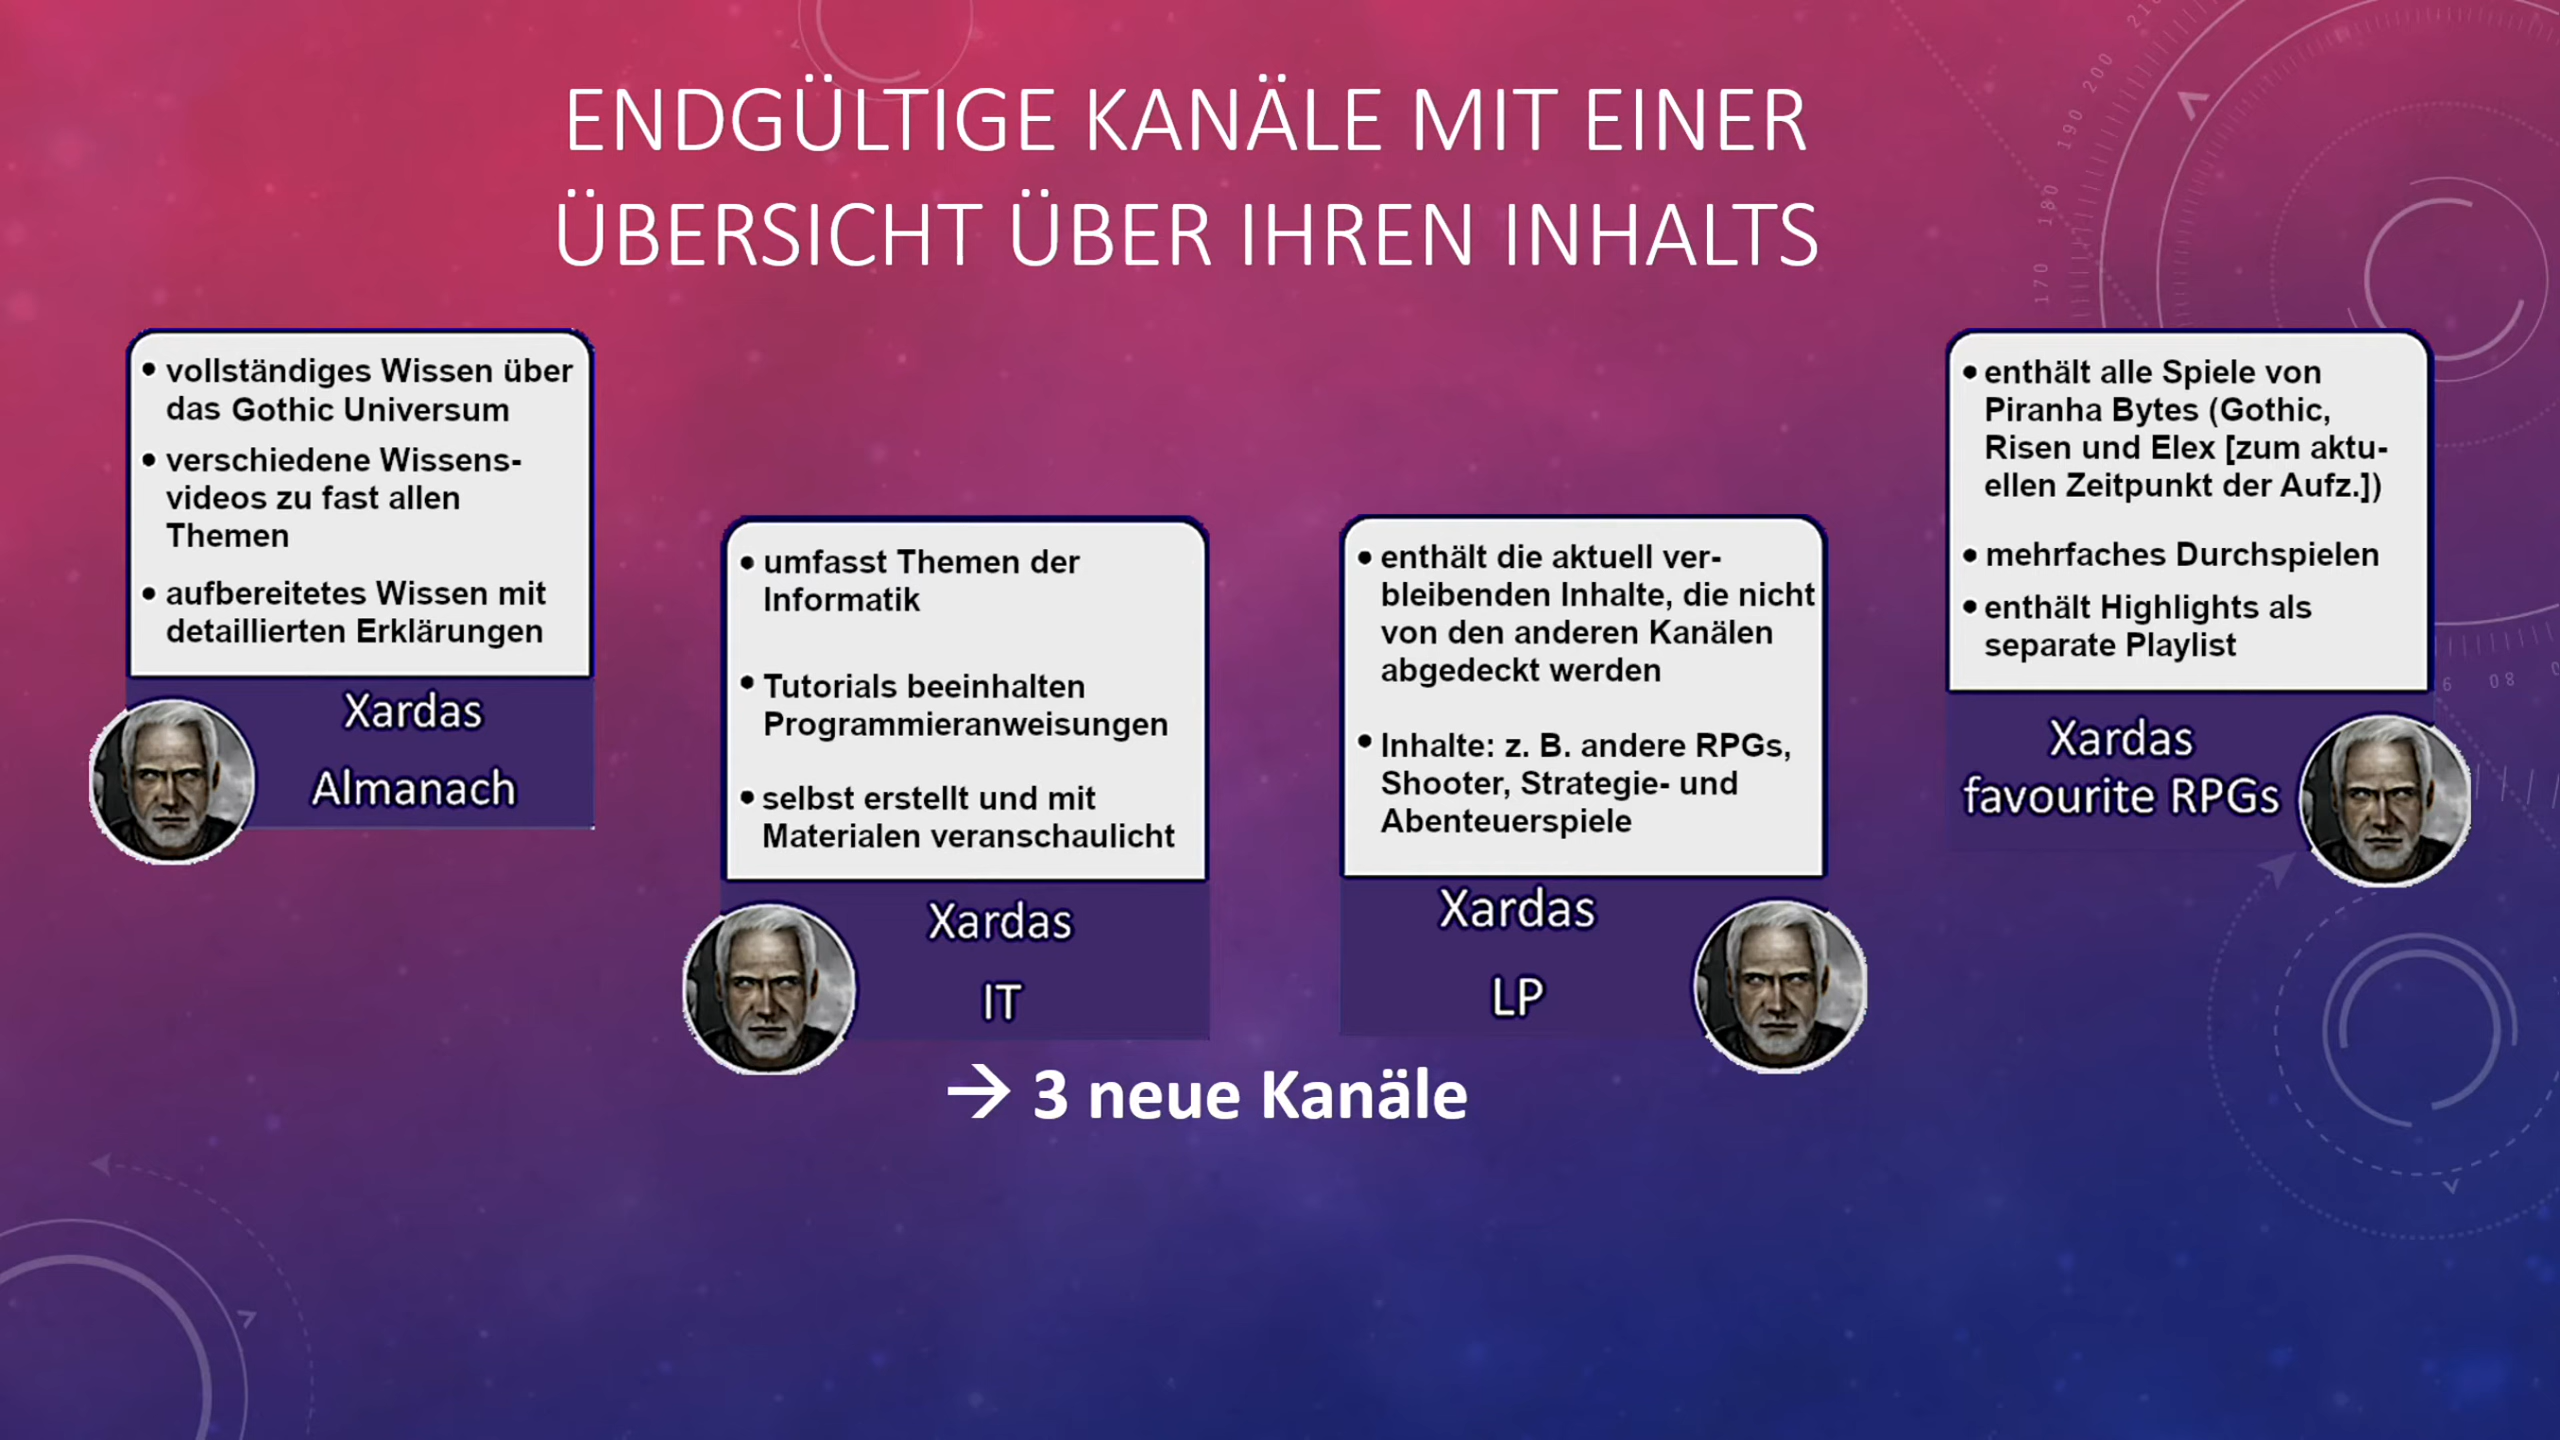 ENDGÜLTIGE KANÄLE MIT EINER
ÜBERSICHT ÜBER IHREN INHALTS
• vollständiges Wissen über
das Gothic Universum
• verschiedene Wissens-
videos zu fast allen
Themen
• aufbereitetes Wissen mit
detaillierten Erklärungen
Xardas
Almanach
• umfasst Themen der
Informatik
• Tutorials beeinhalten
Programmieranweisungen
• selbst erstellt und mit
Materialen veranschaulicht
Xardas
IT
• enthält die aktuell ver-
bleibenden Inhalte, die nicht
von den anderen Kanälen
abgedeckt werden
• Inhalte: z. B. andere RPGs,
Shooter, Strategie- und
Abenteuerspiele
Xardas
LP
• enthält alle Spiele von
Piranha Bytes (Gothic,
Risen und Elex [zum aktu-
ellen Zeitpunkt der Aufz.])
• mehrfaches Durchspielen
• enthält Highlights als
separate Playlist
Xardas
favourite RPGs
→ 3 neue Kanäle
170
180
190
200
80